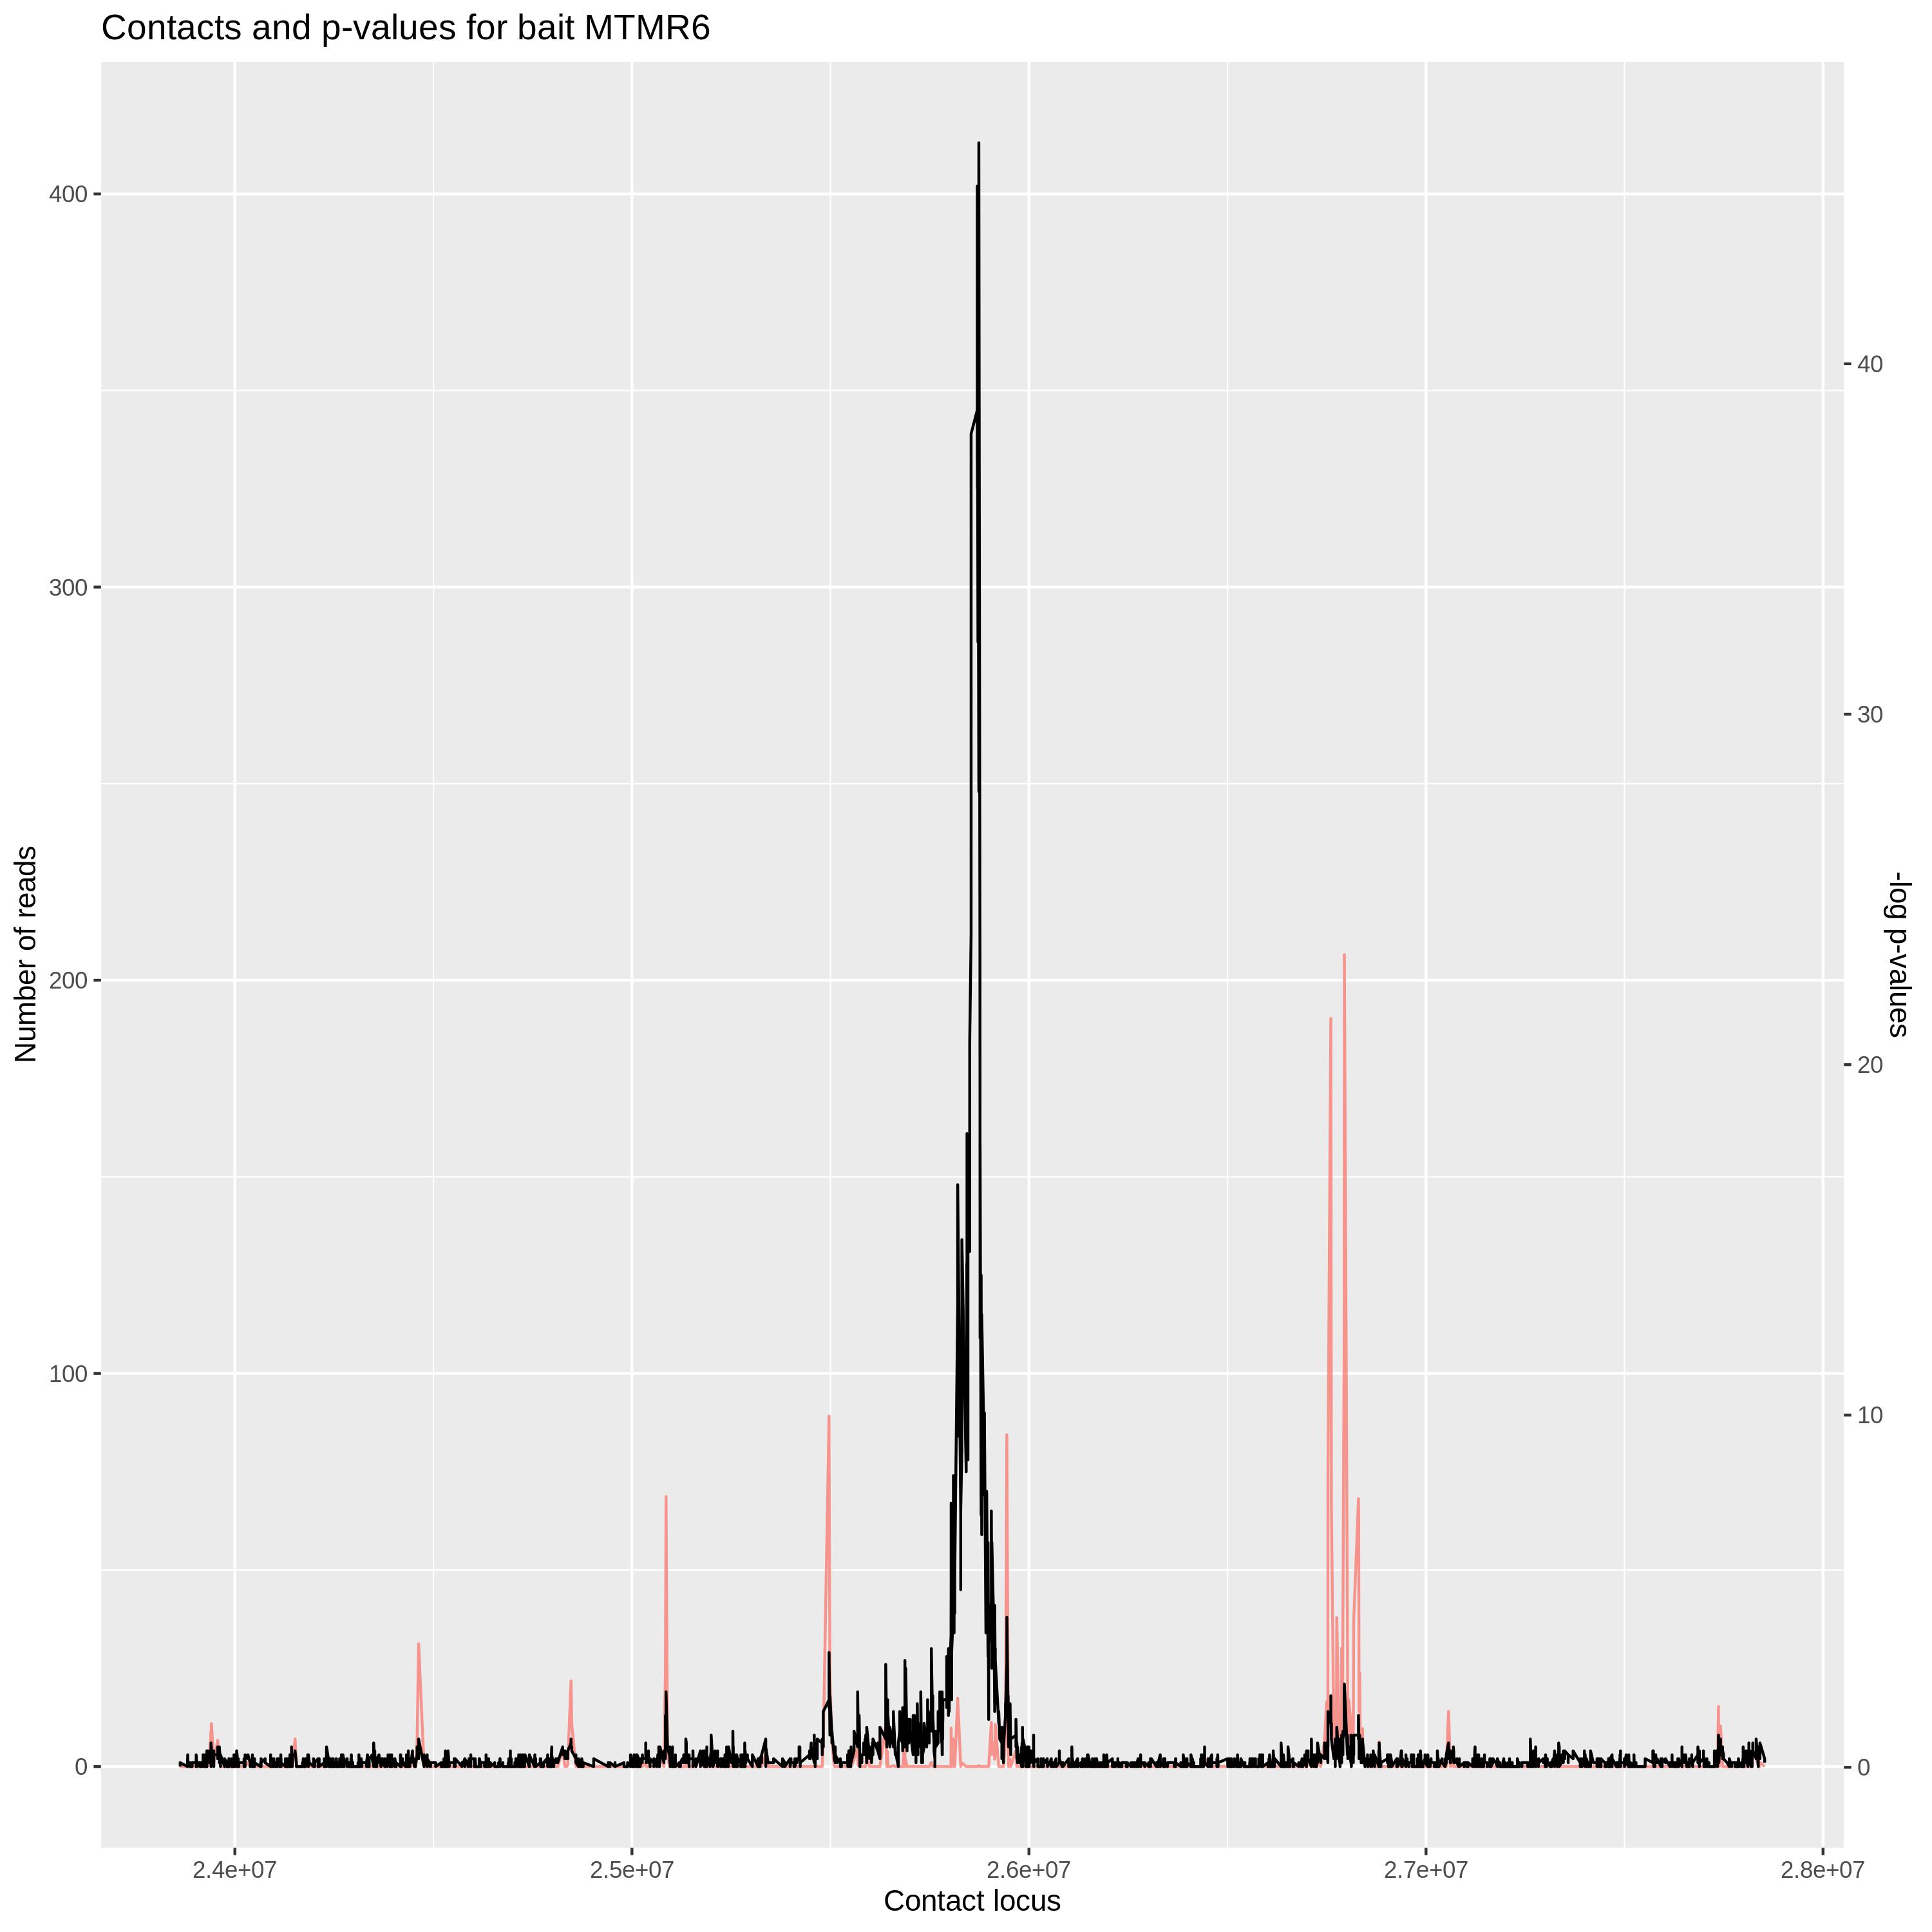 Contacts and p-values for bait MTMR6
400
300
200
100
0
Number of reads
40
30
20
10
0
-log p-values
2.4e+07
2.5e+07
2.6e+07
2.7e+07
2.8e+07
Contact locus